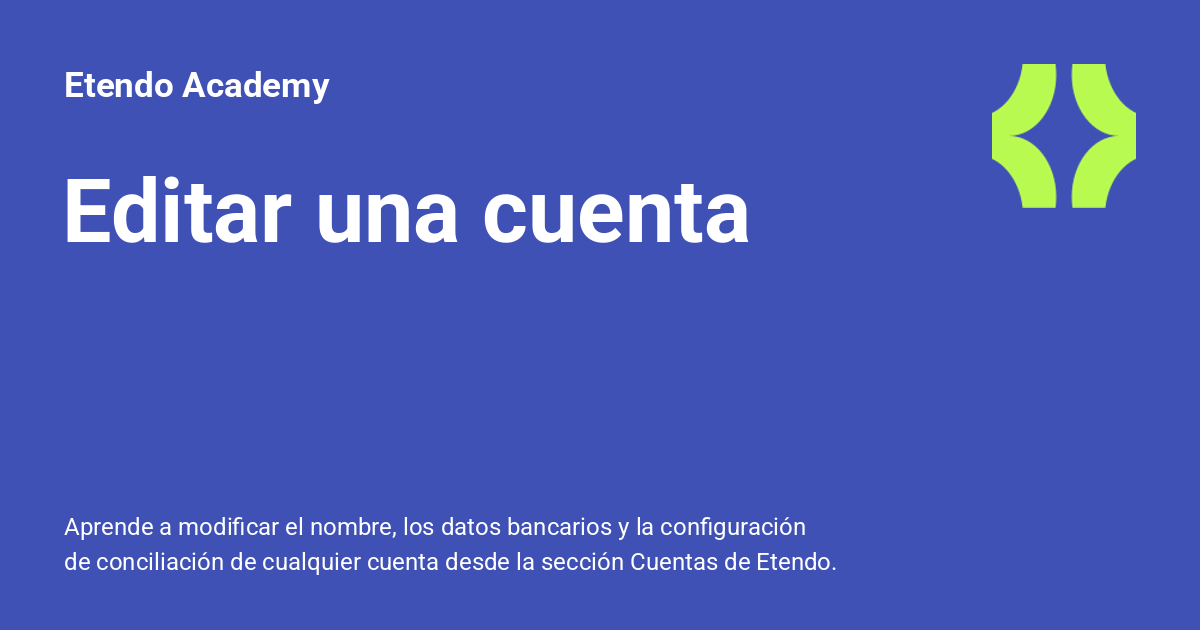 Etendo Academy
Editar una cuenta
Aprende a modificar el nombre, los datos bancarios y la configuración
de conciliación de cualquier cuenta desde la sección Cuentas de Etendo.